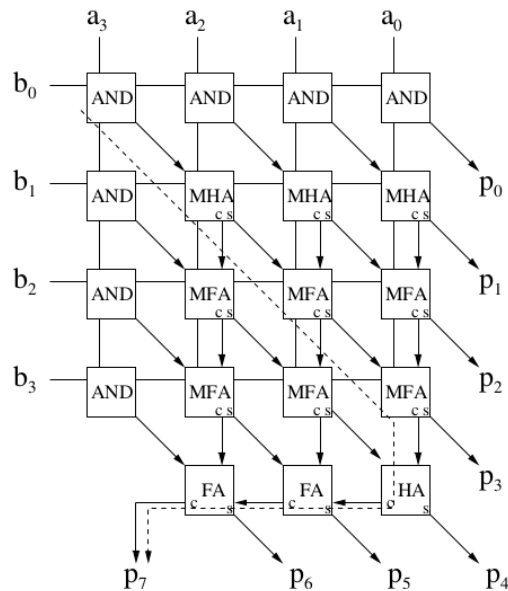 a₃ a₂ a₁ a₀
b₀ AND AND AND AND
b₁ AND MHA MHA MHA p₀
c s c s c s
b₂ AND MFA MFA MFA p₁
c s c s c s
b₃ AND MFA MFA MFA p₂
c s c s c s
FA FA HA p₃
c s c s c s
p₇ p₆ p₅ p₄